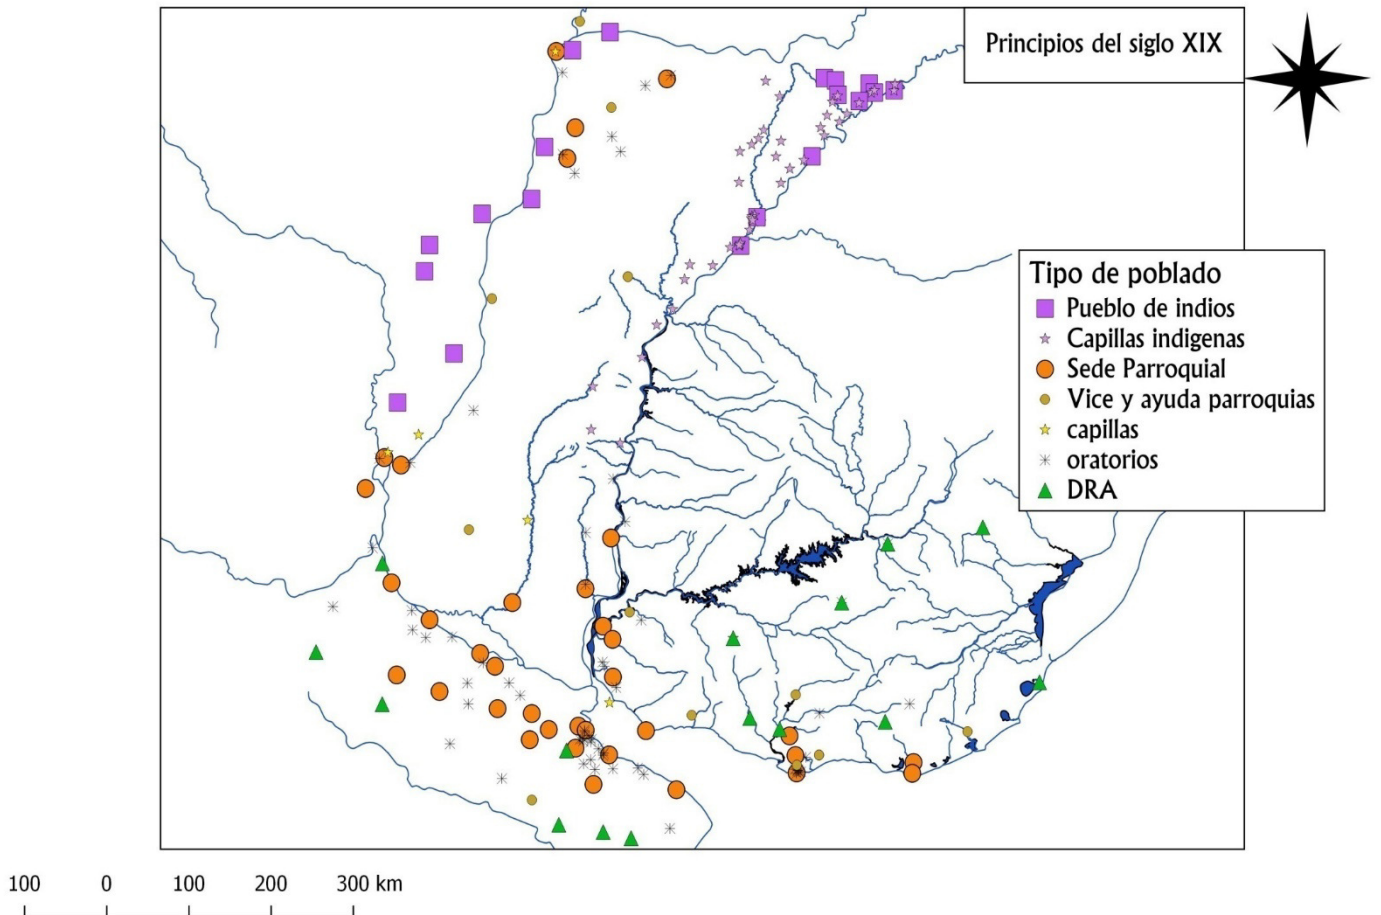 Principios del siglo XIX
Tipo de poblado
Pueblo de indios
Capillas indigenas
Sede Parroquial
Vice y ayuda parroquias
capillas
oratorios
DRA
100 0 100 200 300 km